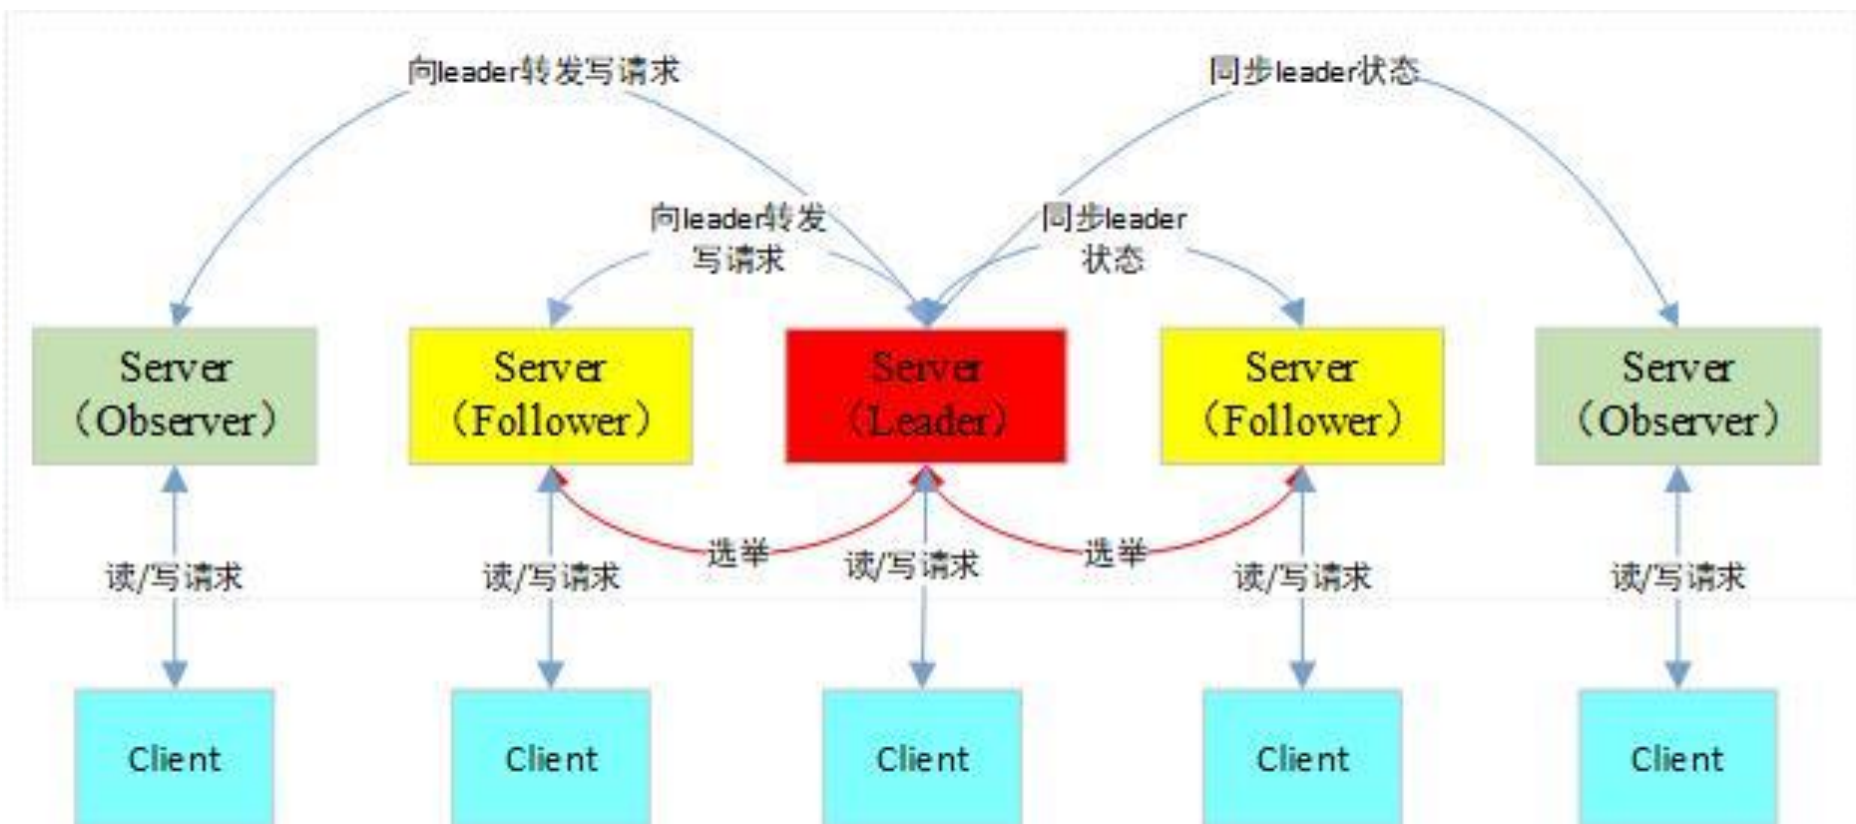 向leader转发写请求
同步leader状态
向leader转发
写请求
同步leader
状态
Server
（Observer）
Server
（Follower）
Server
（Leader）
Server
（Follower）
Server
（Observer）
读/写请求
读/写请求
选举
读/写请求
选举
读/写请求
读/写请求
Client
Client
Client
Client
Client